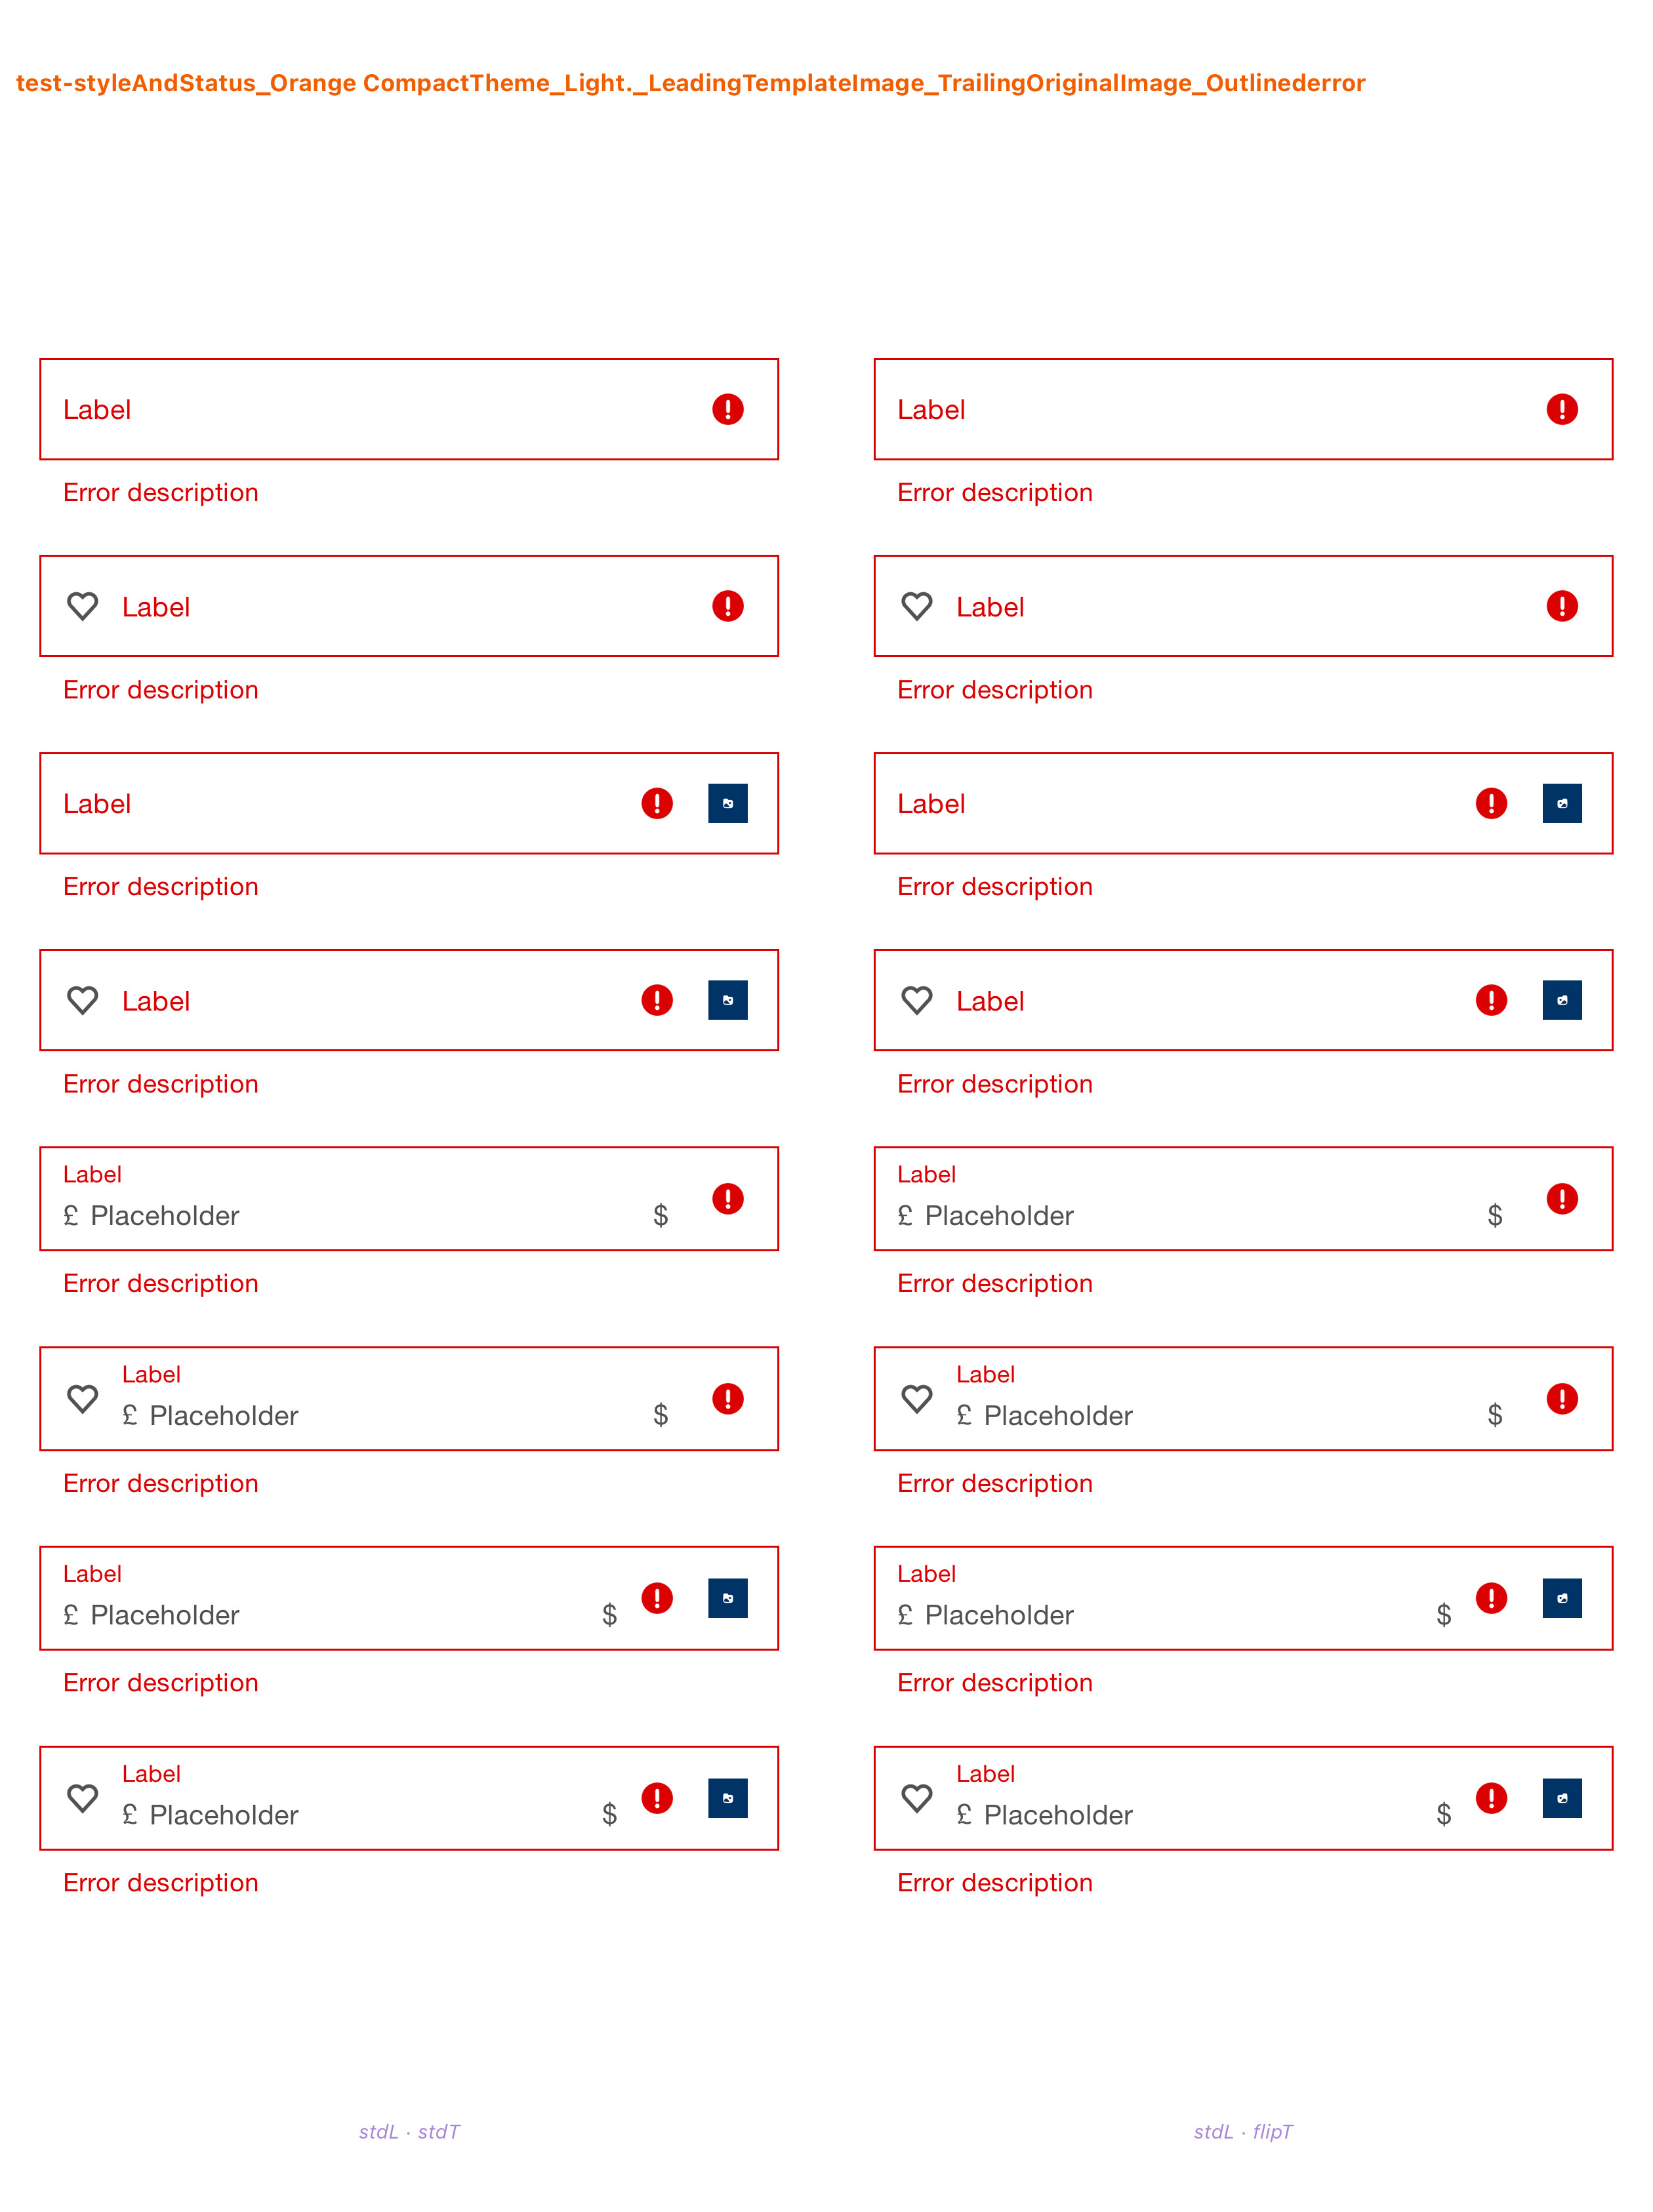 test-styleAndStatus_Orange CompactTheme_Light._LeadingTemplateImage_TrailingOriginalImage_Outlinederror
Label
Label
Error description
Error description
Label
Label
Error description
Error description
Label
Label
Error description
Error description
Label
Label
Error description
Error description
Label
Label
£ Placeholder $
£ Placeholder $
Error description
Error description
Label
Label
£ Placeholder $
£ Placeholder $
Error description
Error description
Label
Label
£ Placeholder $
£ Placeholder $
Error description
Error description
Label
Label
£ Placeholder $
£ Placeholder $
Error description
Error description
stdL · stdT
stdL · flipT